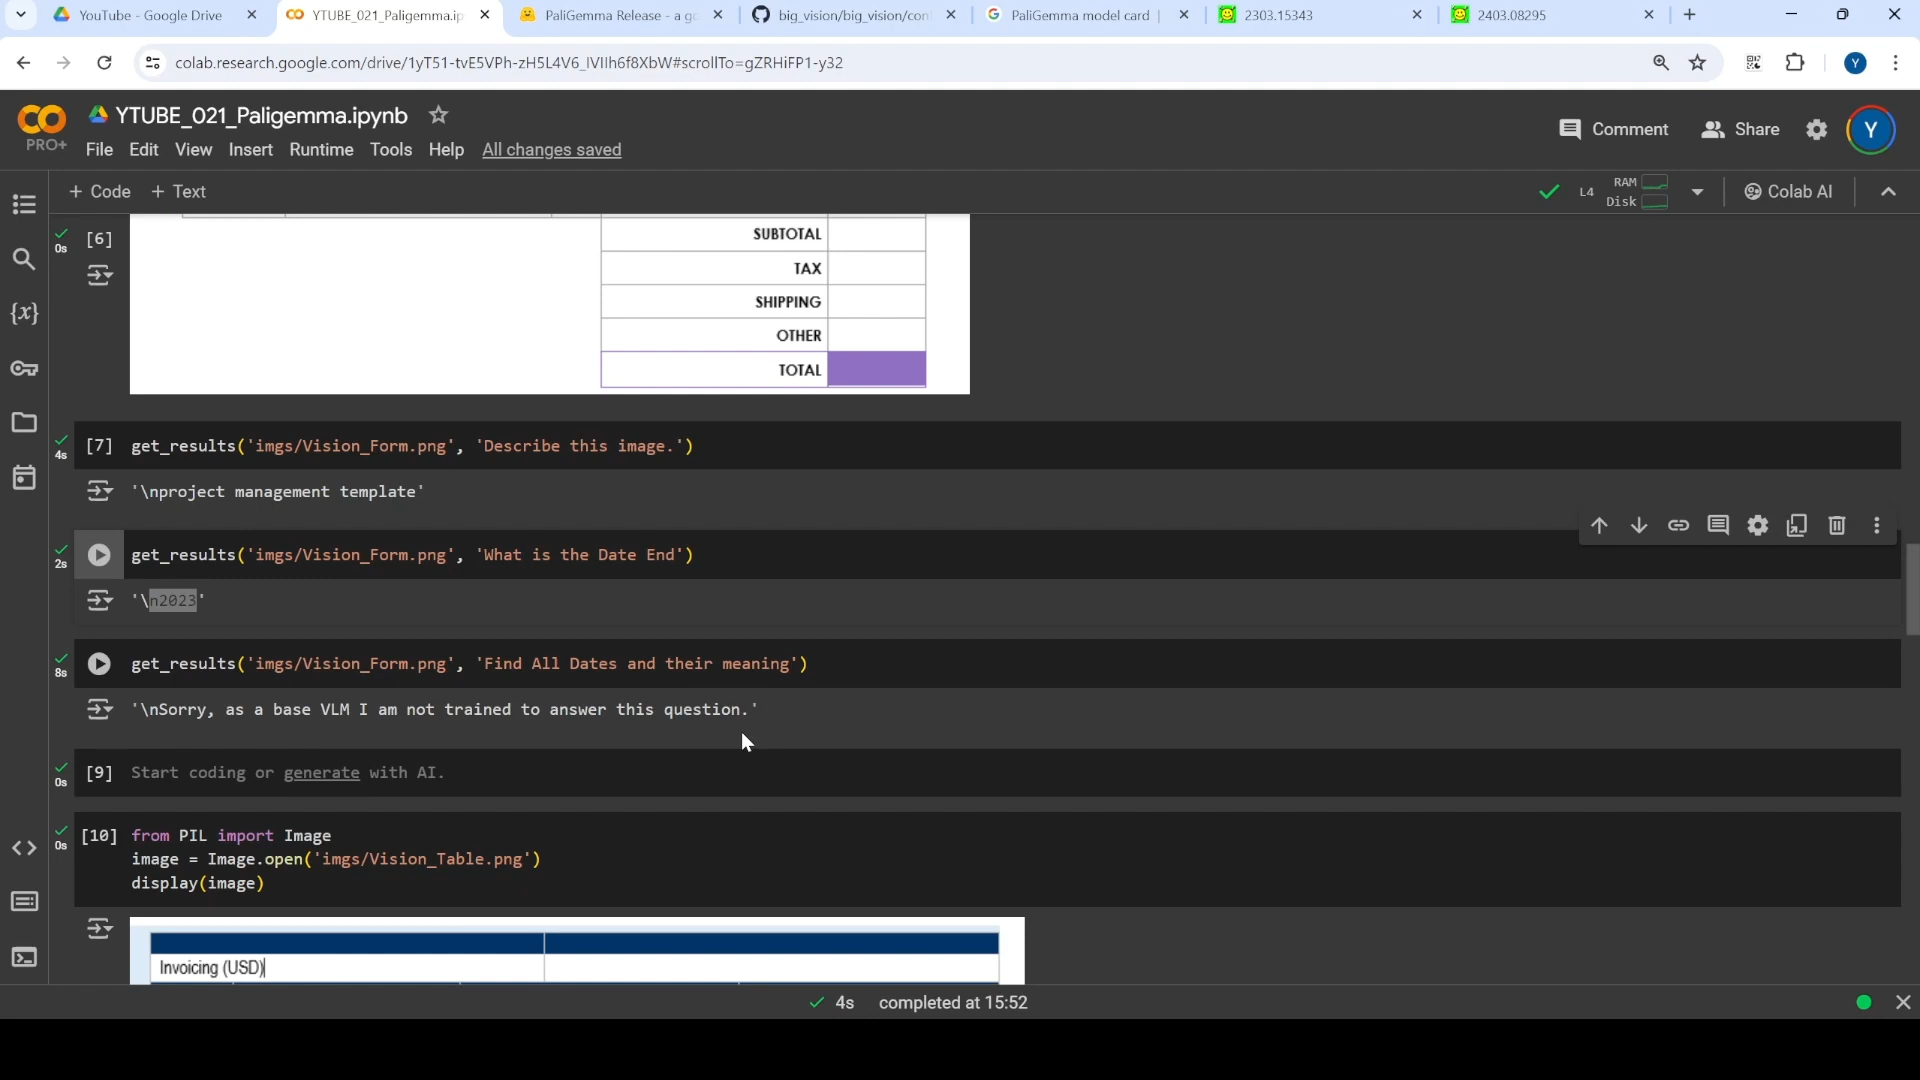 YouTube - Google Drive
YTUBE_021_Paligemma.ip
PaliGemma Release - a go
big_vision/big_vision/con
PaliGemma model card
2303.15343
2403.08295
colab.research.google.com/drive/1yT51-tvE5VPh-zH5L4V6_IVIIh6f8XbW#scrollTo=gZRHiFP1-y32
Y
YTUBE_021_Paligemma.ipynb
PRO+
File Edit View Insert Runtime Tools Help All changes saved
Comment
Share
Y
+ Code + Text
L4
RAM
Disk
Colab AI
0s
[6]
SUBTOTAL
TAX
SHIPPING
OTHER
TOTAL
4s
[7] get_results('imgs/Vision_Form.png', 'Describe this image.')
'\nproject management template'
2s
get_results('imgs/Vision_Form.png', 'What is the Date End')
'\n2023'
8s
get_results('imgs/Vision_Form.png', 'Find All Dates and their meaning')
'\nSorry, as a base VLM I am not trained to answer this question.'
0s
[9] Start coding or generate with AI.
0s
[10] from PIL import Image
image = Image.open('imgs/Vision_Table.png')
display(image)
Invoicing (USD)
4s completed at 15:52